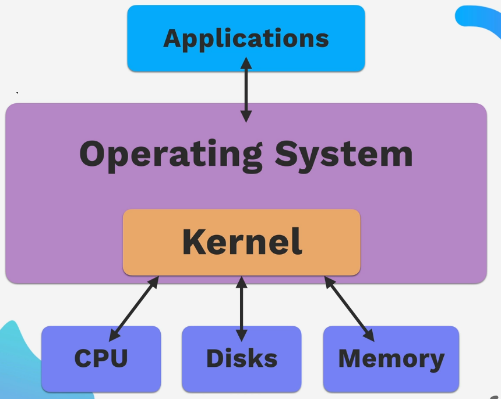 Applications
Operating System
Kernel
CPU
Disks
Memory